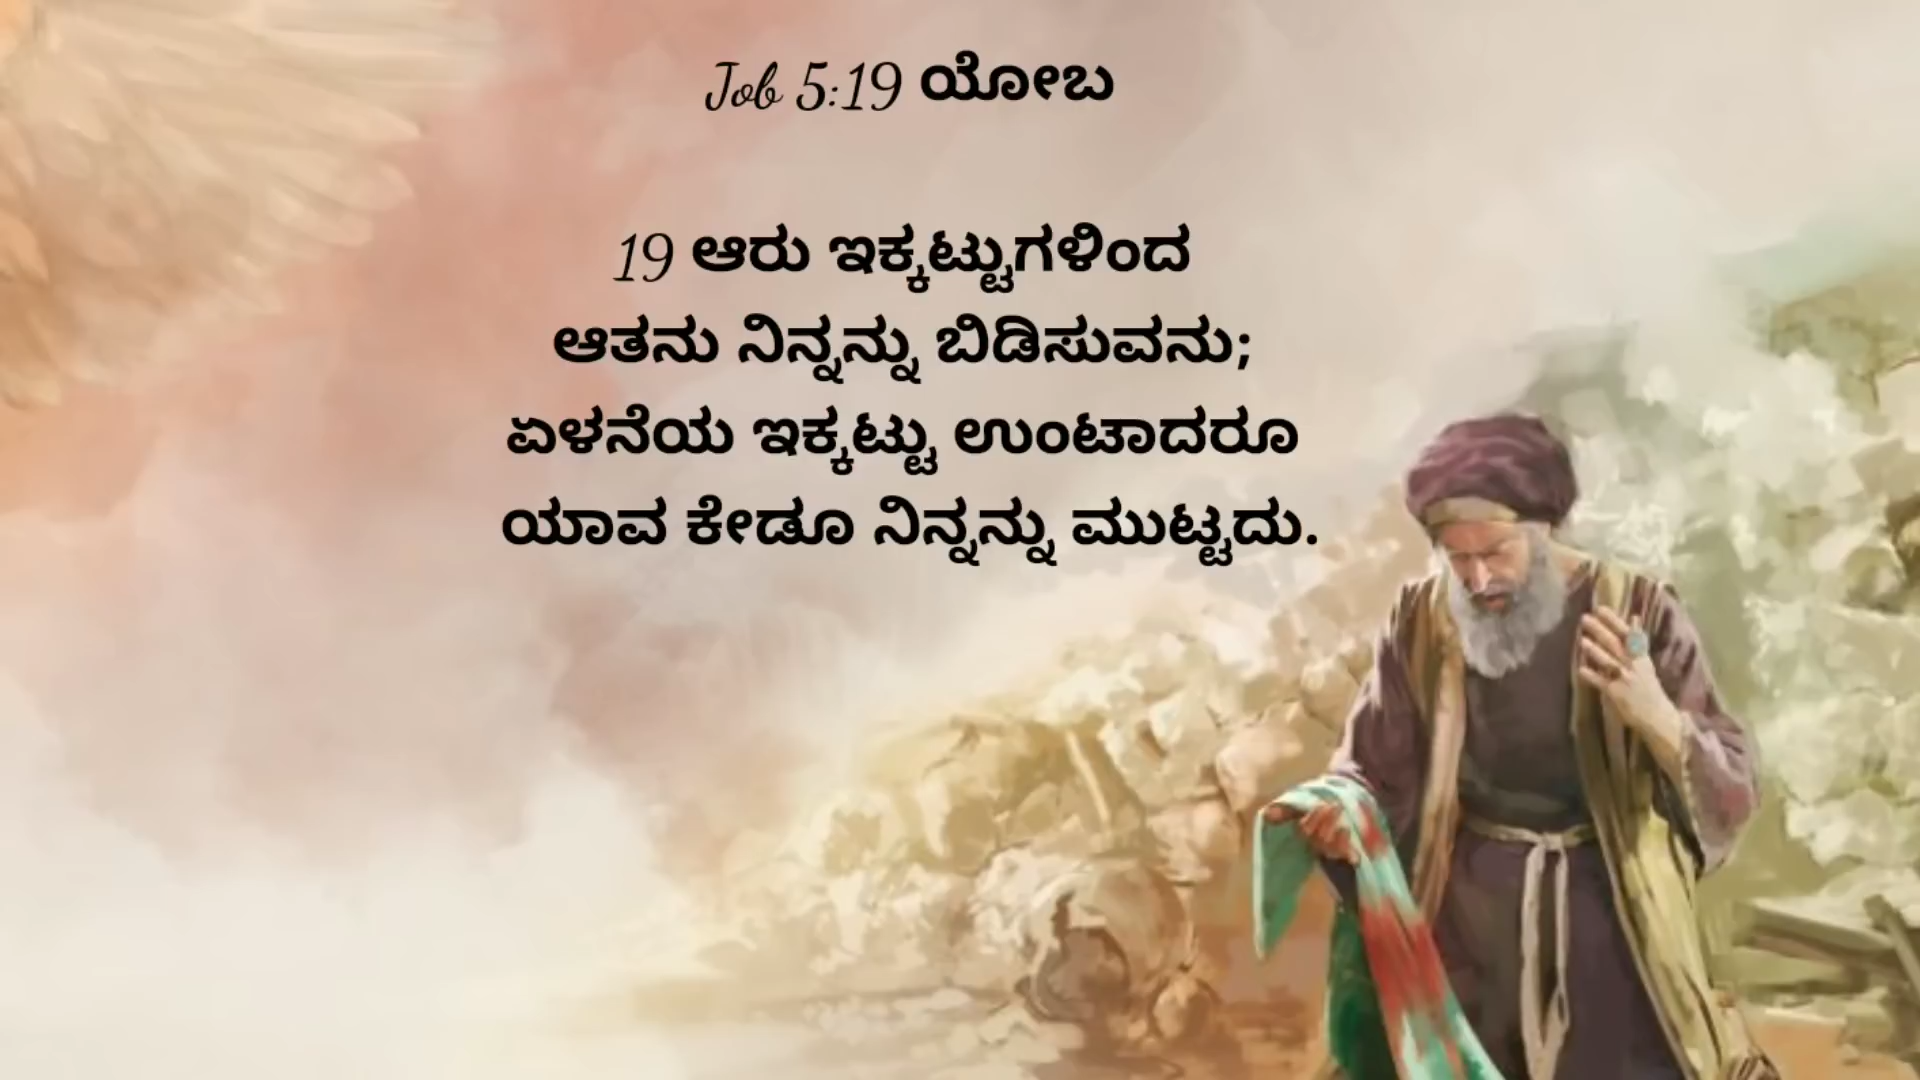 Job 5:19 ಯೋಬ
19 ಆರು ಇಕ್ಕಟ್ಟುಗಳಿಂದ
ಆತನು ನಿನ್ನನ್ನು ಬಿಡಿಸುವನು;
ಏಳನೆಯ ಇಕ್ಕಟ್ಟು ಉಂಟಾದರೂ
ಯಾವ ಕೇಡೂ ನಿನ್ನನ್ನು ಮುಟ್ಟದು.